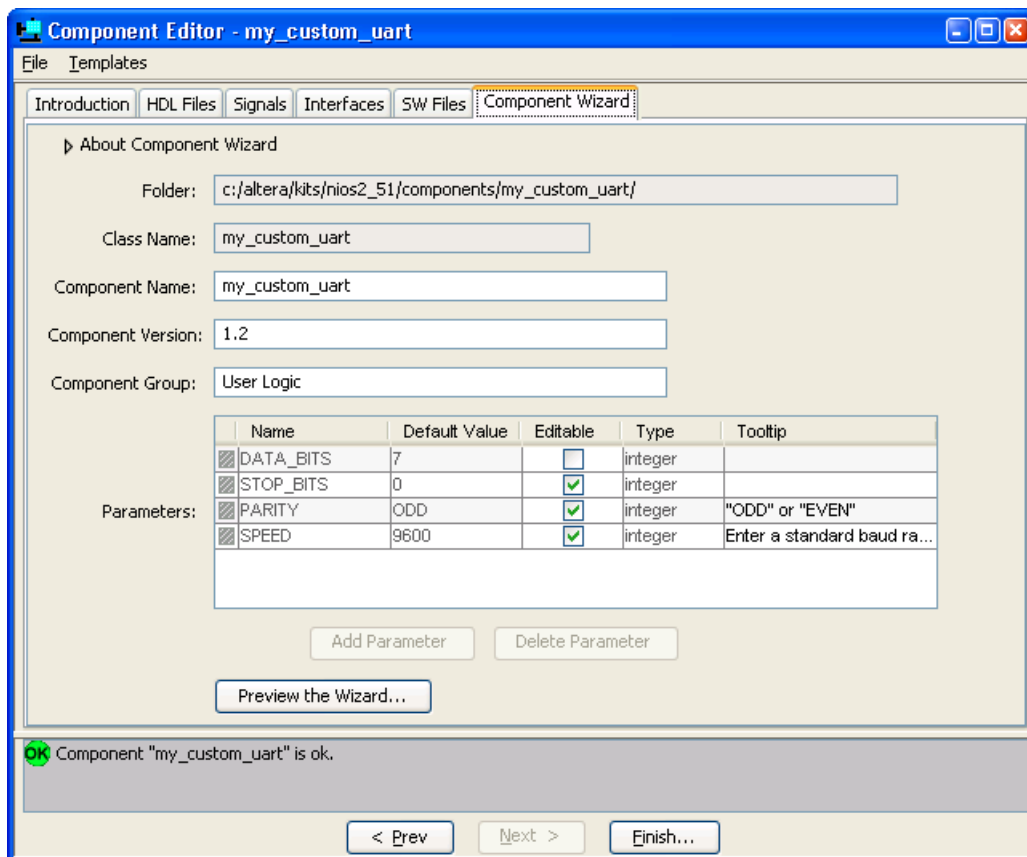 Component Editor - my_custom_uart
File Templates
Introduction HDL Files Signals Interfaces SW Files Component Wizard
About Component Wizard
Folder: c:/altera/kits/nios2_51/components/my_custom_uart/
Class Name: my_custom_uart
Component Name: my_custom_uart
Component Version: 1.2
Component Group: User Logic
Name Default Value Editable Type Tooltip
DATA_BITS 7 integer
STOP_BITS 0 integer
Parameters: PARITY ODD integer "ODD" or "EVEN"
SPEED 9600 integer Enter a standard baud ra...
Add Parameter Delete Parameter
Preview the Wizard...
OK Component "my_custom_uart" is ok.
< Prev Next > Finish...